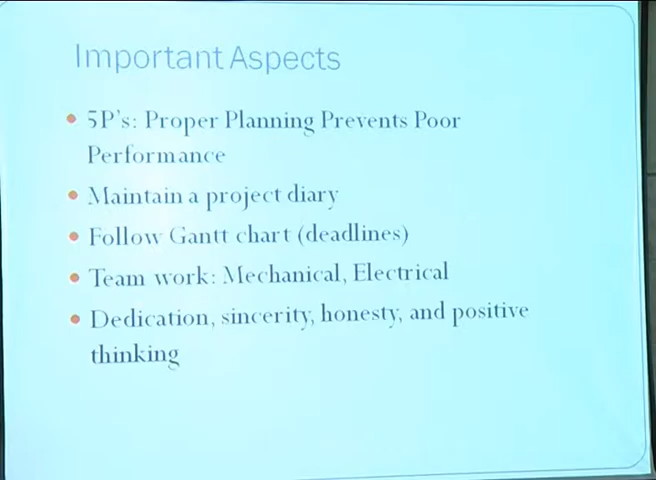 Important Aspects
5P's: Proper Planning Prevents Poor
Performance
Maintain a project diary
Follow Gantt chart (deadlines)
Team work: Mechanical, Electrical
Dedication, sincerity, honesty, and positive
thinking